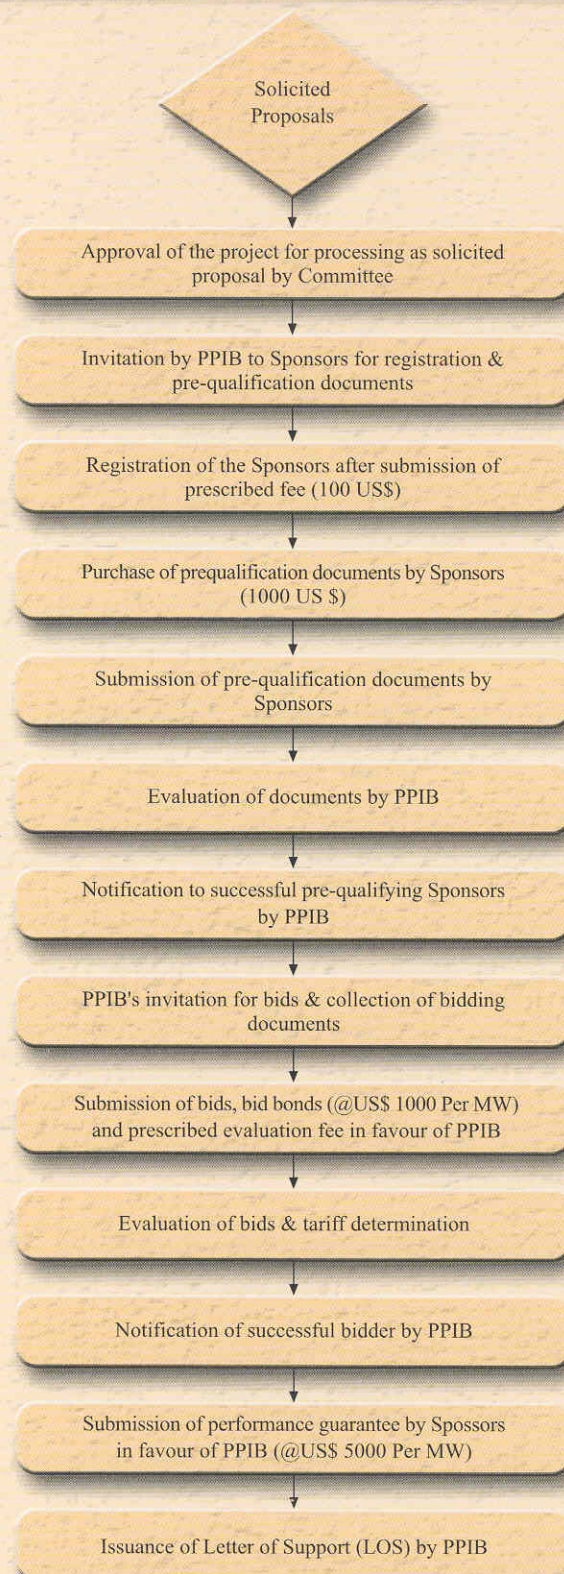 Solicited
Proposals
Approval of the project for processing as solicited
proposal by Committee
Invitation by PPIB to Sponsors for registration &
pre-qualification documents
Registration of the Sponsors after submission of
prescribed fee (100 US$)
Purchase of prequalification documents by Sponsors
(1000 US $)
Submission of pre-qualification documents by
Sponsors
Evaluation of documents by PPIB
Notification to successful pre-qualifying Sponsors
by PPIB
PPIB's invitation for bids & collection of bidding
documents
Submission of bids, bid bonds (@US$ 1000 Per MW)
and prescribed evaluation fee in favour of PPIB
Evaluation of bids & tariff determination
Notification of successful bidder by PPIB
Submission of performance guarantee by Spossors
in favour of PPIB (@US$ 5000 Per MW)
Issuance of Letter of Support (LOS) by PPIB